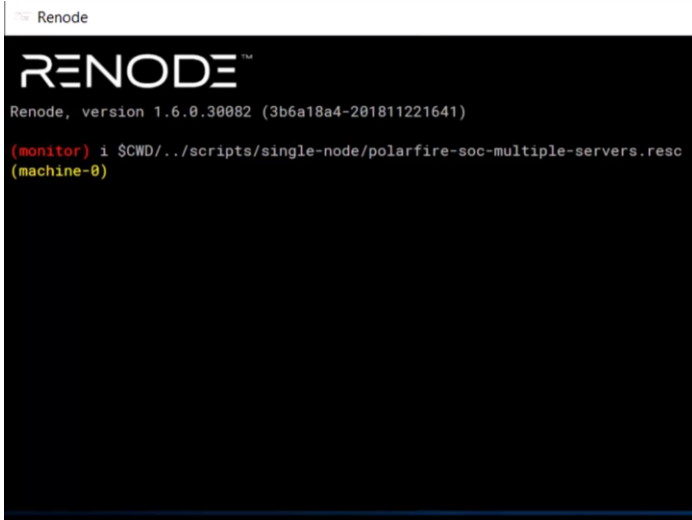 Renode
RENODE™
Renode, version 1.6.0.30082 (3b6a18a4-201811221641)
(monitor) i $CWD/../scripts/single-node/polarfire-soc-multiple-servers.resc
(machine-0)